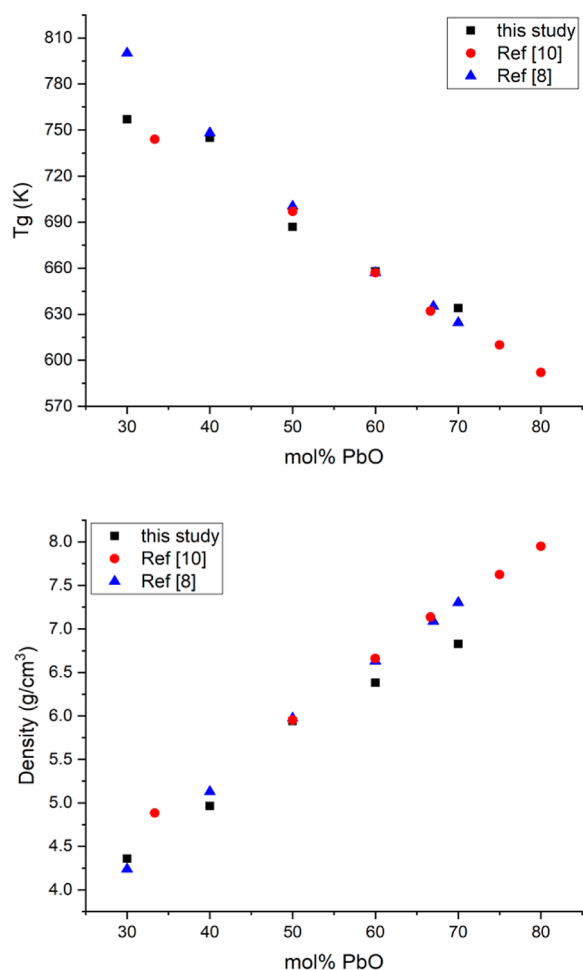 this study
Ref [10]
Ref [8]
810
780
750
720
690
660
630
600
570
Tg (K)
30 40 50 60 70 80
mol% PbO
this study
Ref [10]
Ref [8]
8.0
7.5
7.0
6.5
6.0
5.5
5.0
4.5
4.0
Density (g/cm³)
30 40 50 60 70 80
mol% PbO